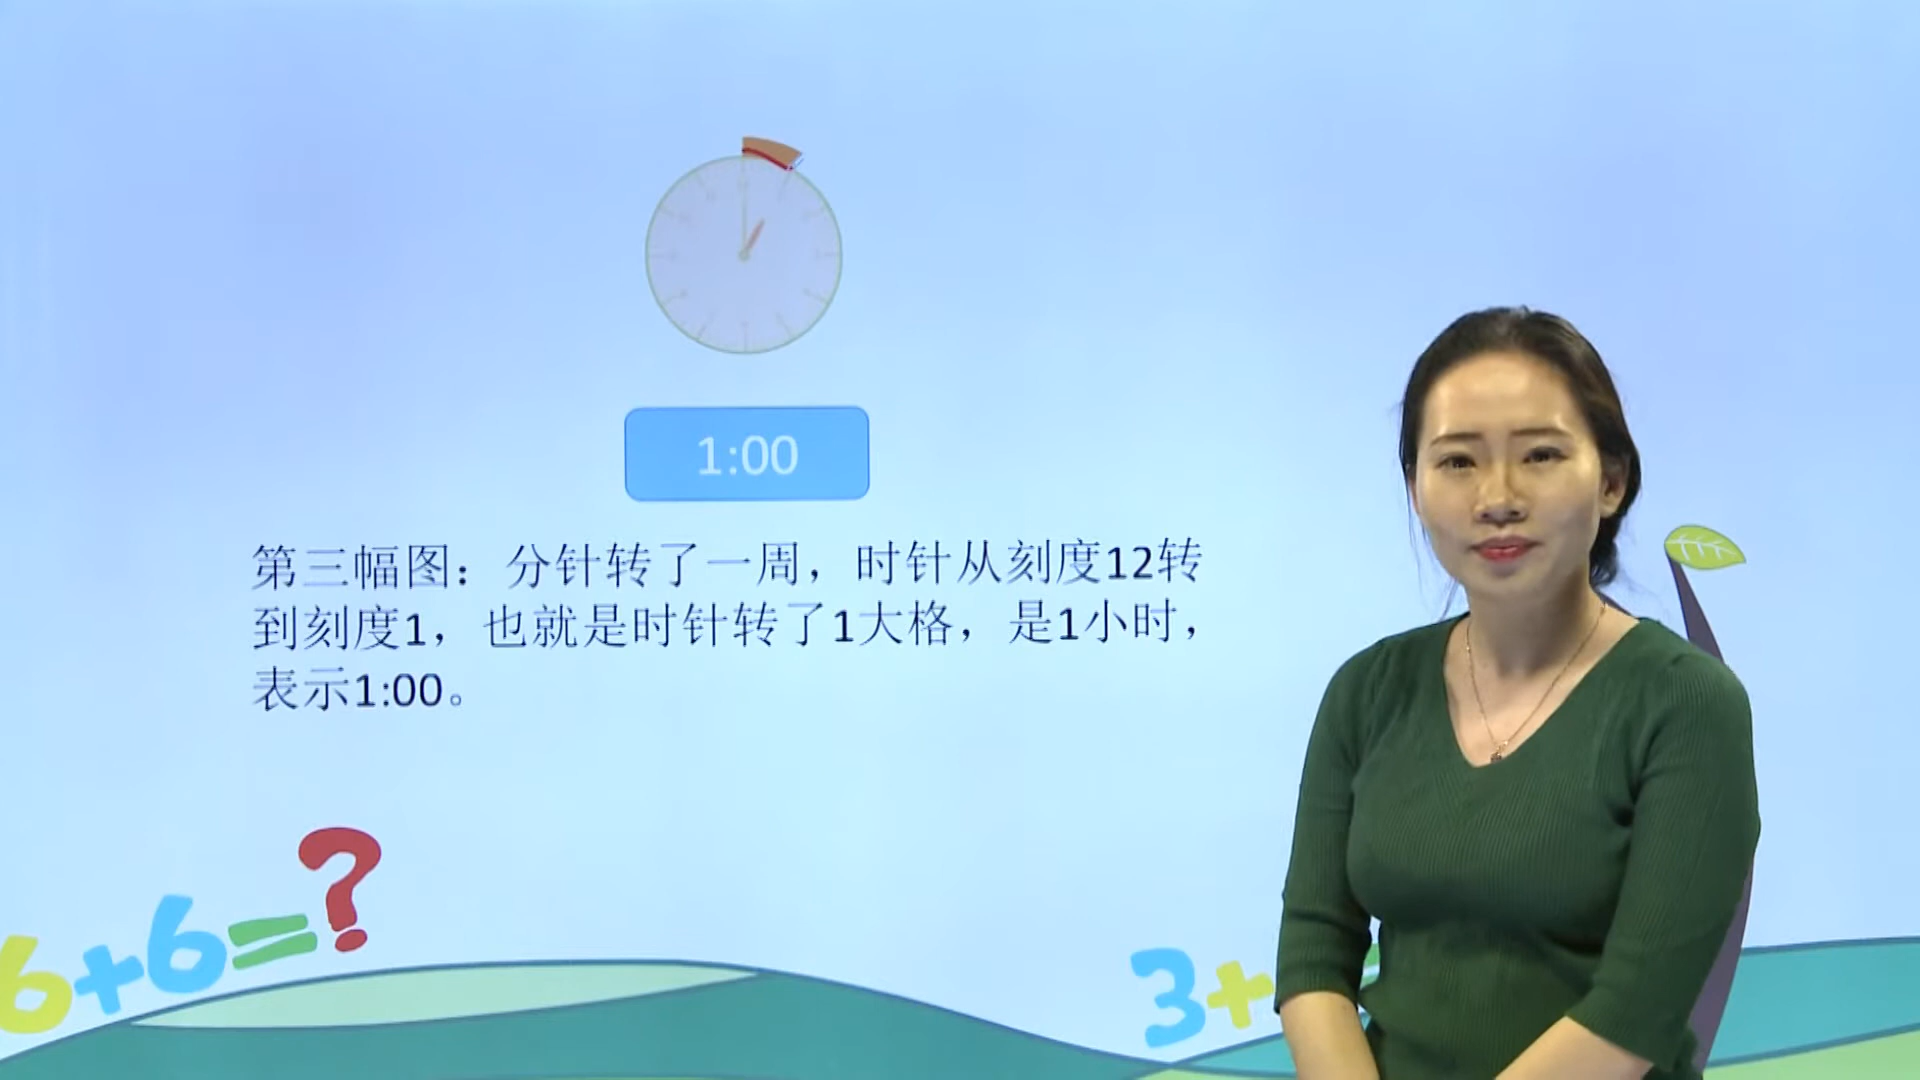 1:00
第三幅图：分针转了一周，时针从刻度12转
到刻度1，也就是时针转了1大格，是1小时，
表示1:00。
6+6=?
3+